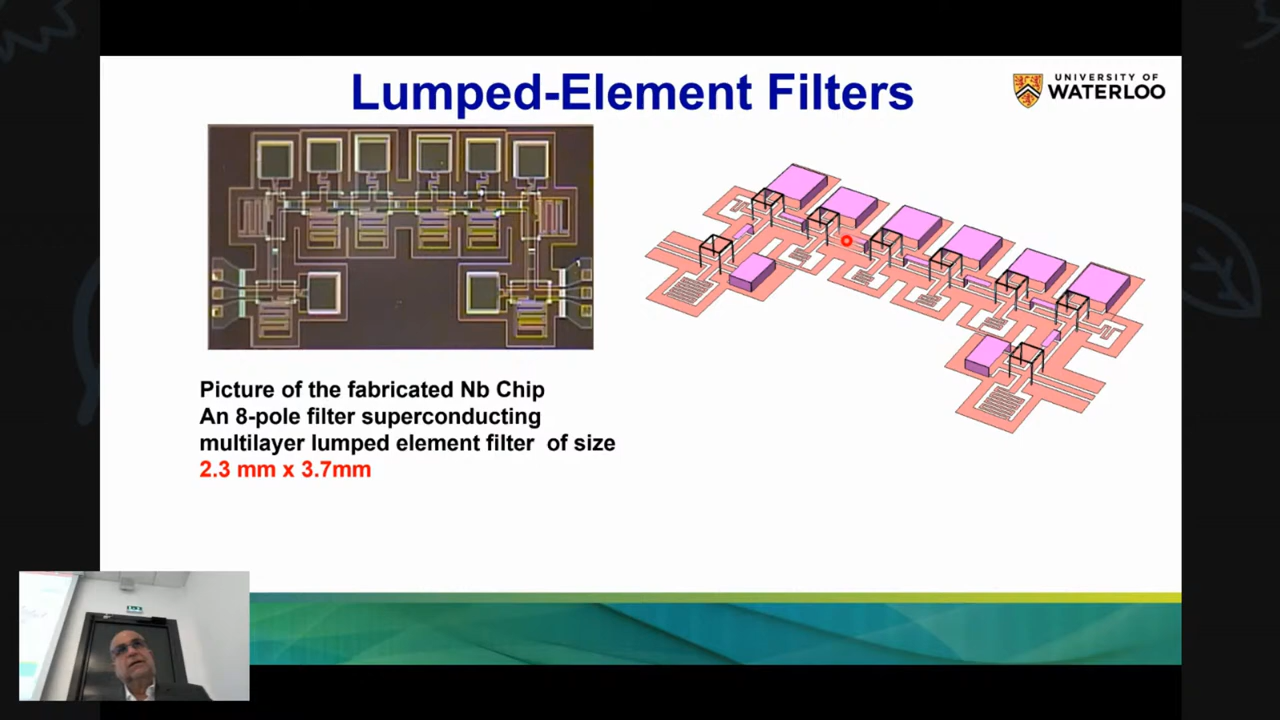 Lumped-Element Filters
UNIVERSITY OF
WATERLOO
Picture of the fabricated Nb Chip
An 8-pole filter superconducting
multilayer lumped element filter of size
2.3 mm x 3.7mm